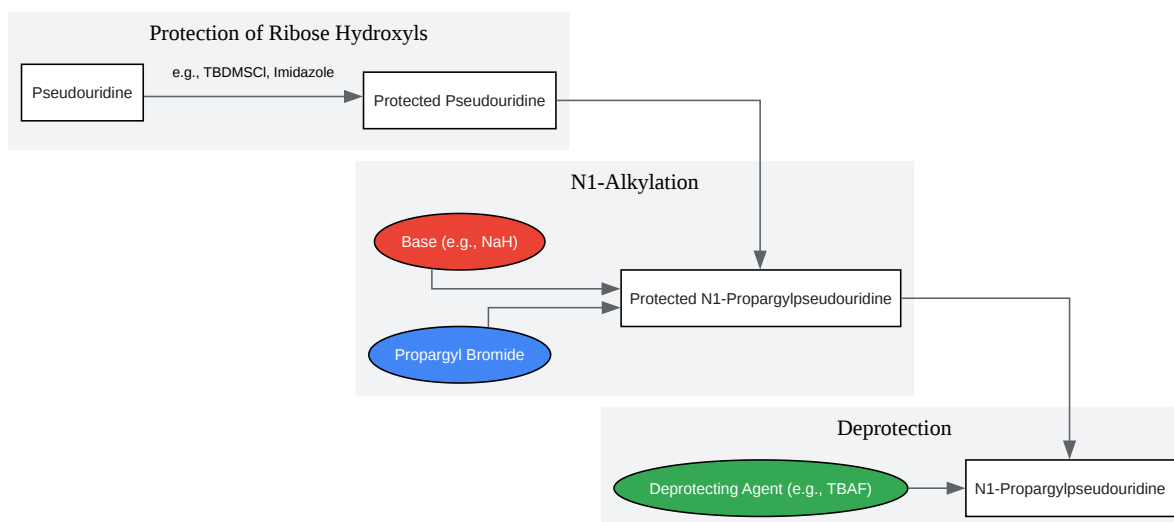 Protection of Ribose Hydroxyls
Pseudouridine
e.g., TBDMSCl, Imidazole
Protected Pseudouridine
N1-Alkylation
Base (e.g., NaH)
Protected N1-Propargylpseudouridine
Propargyl Bromide
Deprotection
Deprotecting Agent (e.g., TBAF)
N1-Propargylpseudouridine